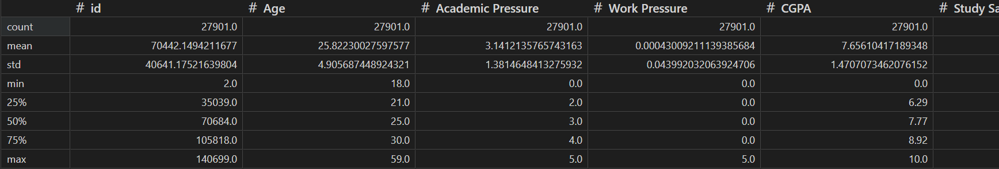 # id # Age # Academic Pressure # Work Pressure # CGPA # Study Sa
count 27901.0 27901.0 27901.0 27901.0 27901.0
mean 70442.1494211677 25.82230027597577 3.1412135765743163 0.00043009211139385684 7.65610417189348
std 40641.17521639804 4.905687448924321 1.3814648413275932 0.043992032063924706 1.4707073462076152
min 2.0 18.0 0.0 0.0 0.0
25% 35039.0 21.0 2.0 0.0 6.29
50% 70684.0 25.0 3.0 0.0 7.77
75% 105818.0 30.0 4.0 0.0 8.92
max 140699.0 59.0 5.0 5.0 10.0